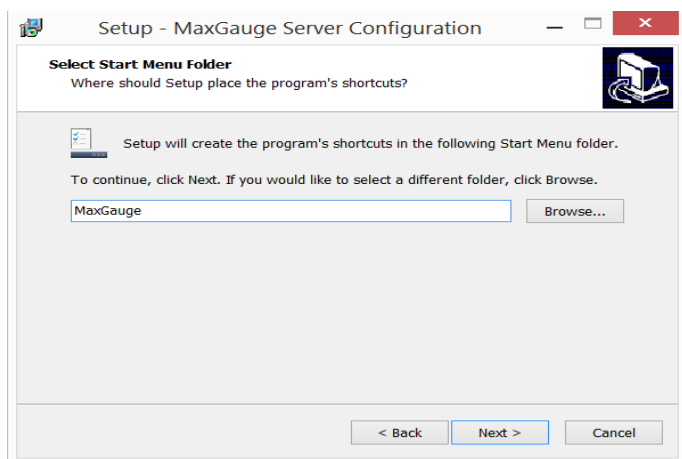 Setup - MaxGauge Server Configuration
Select Start Menu Folder
Where should Setup place the program's shortcuts?
Setup will create the program's shortcuts in the following Start Menu folder.
To continue, click Next. If you would like to select a different folder, click Browse.
MaxGauge
Browse...
< Back
Next >
Cancel